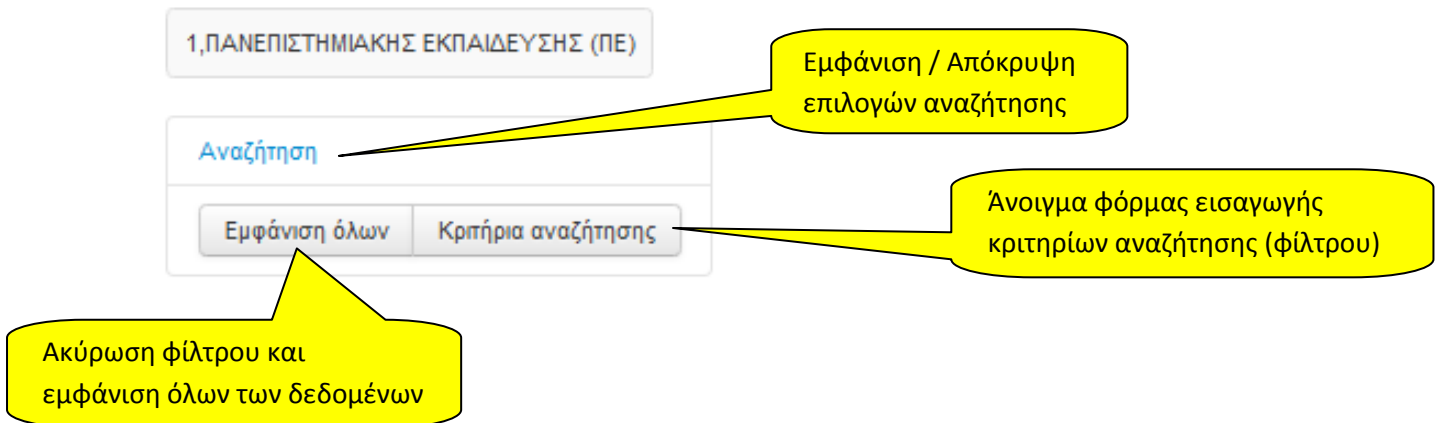 1,ΠΑΝΕΠΙΣΤΗΜΙΑΚΗΣ ΕΚΠΑΙΔΕΥΣΗΣ (ΠΕ)
Εμφάνιση / Απόκρυψη
επιλογών αναζήτησης
Αναζήτηση
Άνοιγμα φόρμας εισαγωγής
κριτηρίων αναζήτησης (φίλτρου)
Εμφάνιση όλων Κριτήρια αναζήτησης
Ακύρωση φίλτρου και
εμφάνιση όλων των δεδομένων